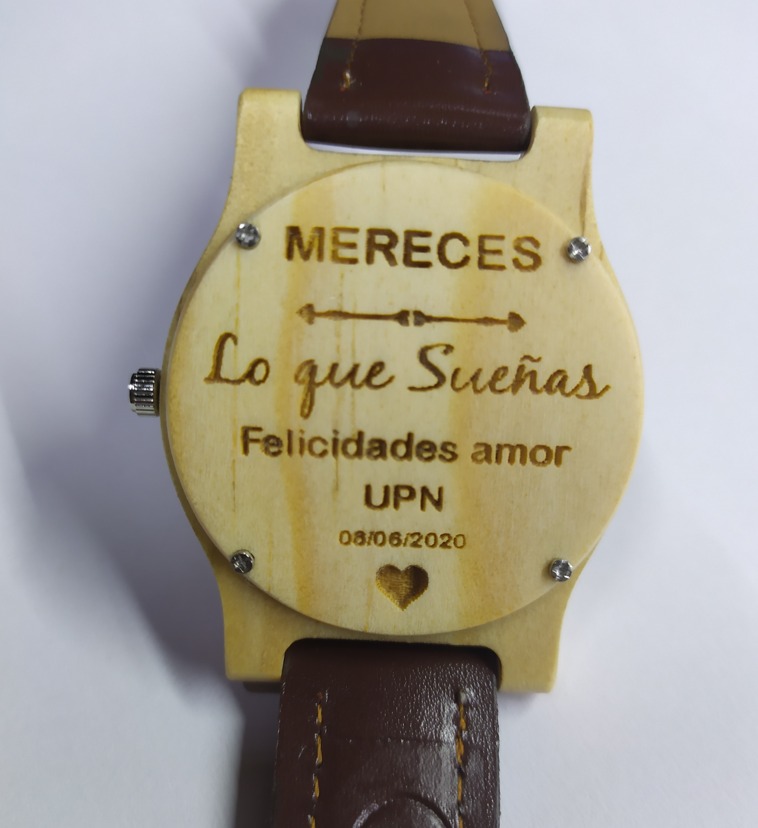 MERECES
Lo que Sueñas
Felicidades amor
UPN
08/06/2020